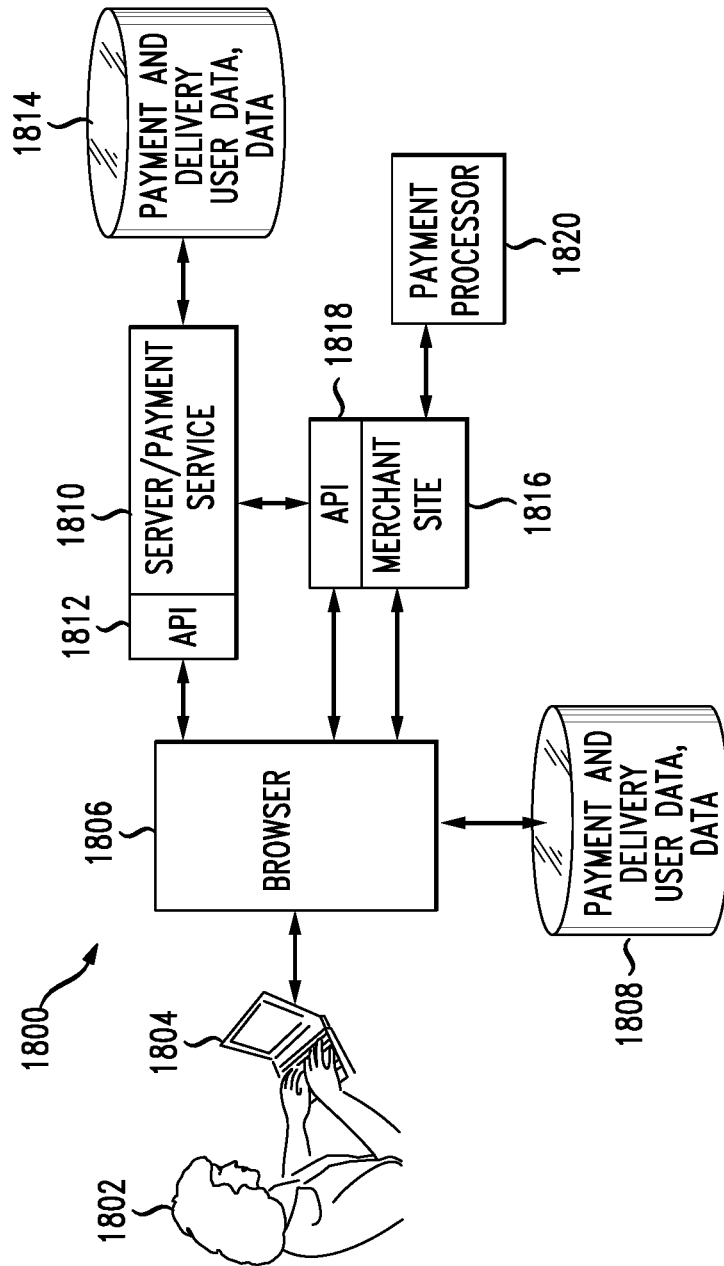 1800
1802
1804
1806
BROWSER
1808
PAYMENT AND
DELIVERY
USER DATA,
DATA
1812
API
1810
SERVER/PAYMENT
SERVICE
1814
PAYMENT AND
DELIVERY
USER DATA,
DATA
1818
API
MERCHANT
SITE
1816
PAYMENT
PROCESSOR
1820